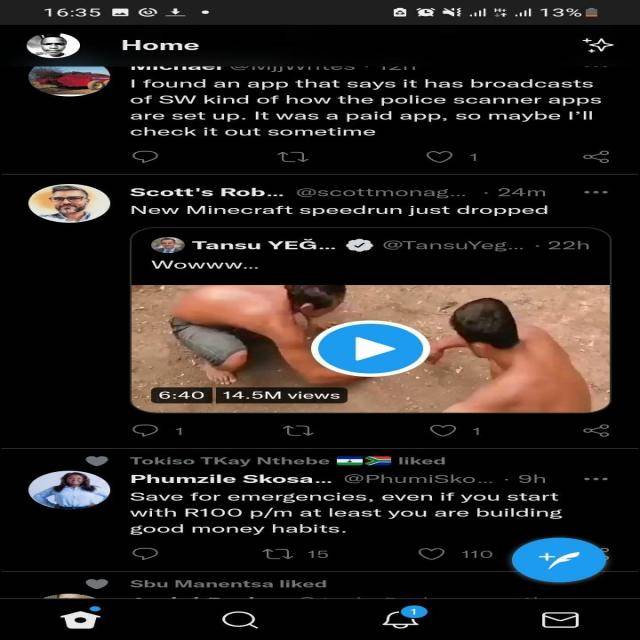 16:35
13%
Home
Michael @MjjWrites · 12h
I found an app that says it has broadcasts
of SW kind of how the police scanner apps
are set up. It was a paid app, so maybe I'll
check it out sometime
1
Scott's Rob... @scottmonag... · 24m
New Minecraft speedrun just dropped
Tansu YEĞ... @TansuYeg... · 22h
Wowww...
6:40 14.5M views
1 1
Tokiso TKay Nthebe liked
Phumzile Skosa... @PhumiSko... · 9h
Save for emergencies, even if you start
with R100 p/m at least you are building
good money habits.
15 110
Sbu Manentsa liked
1